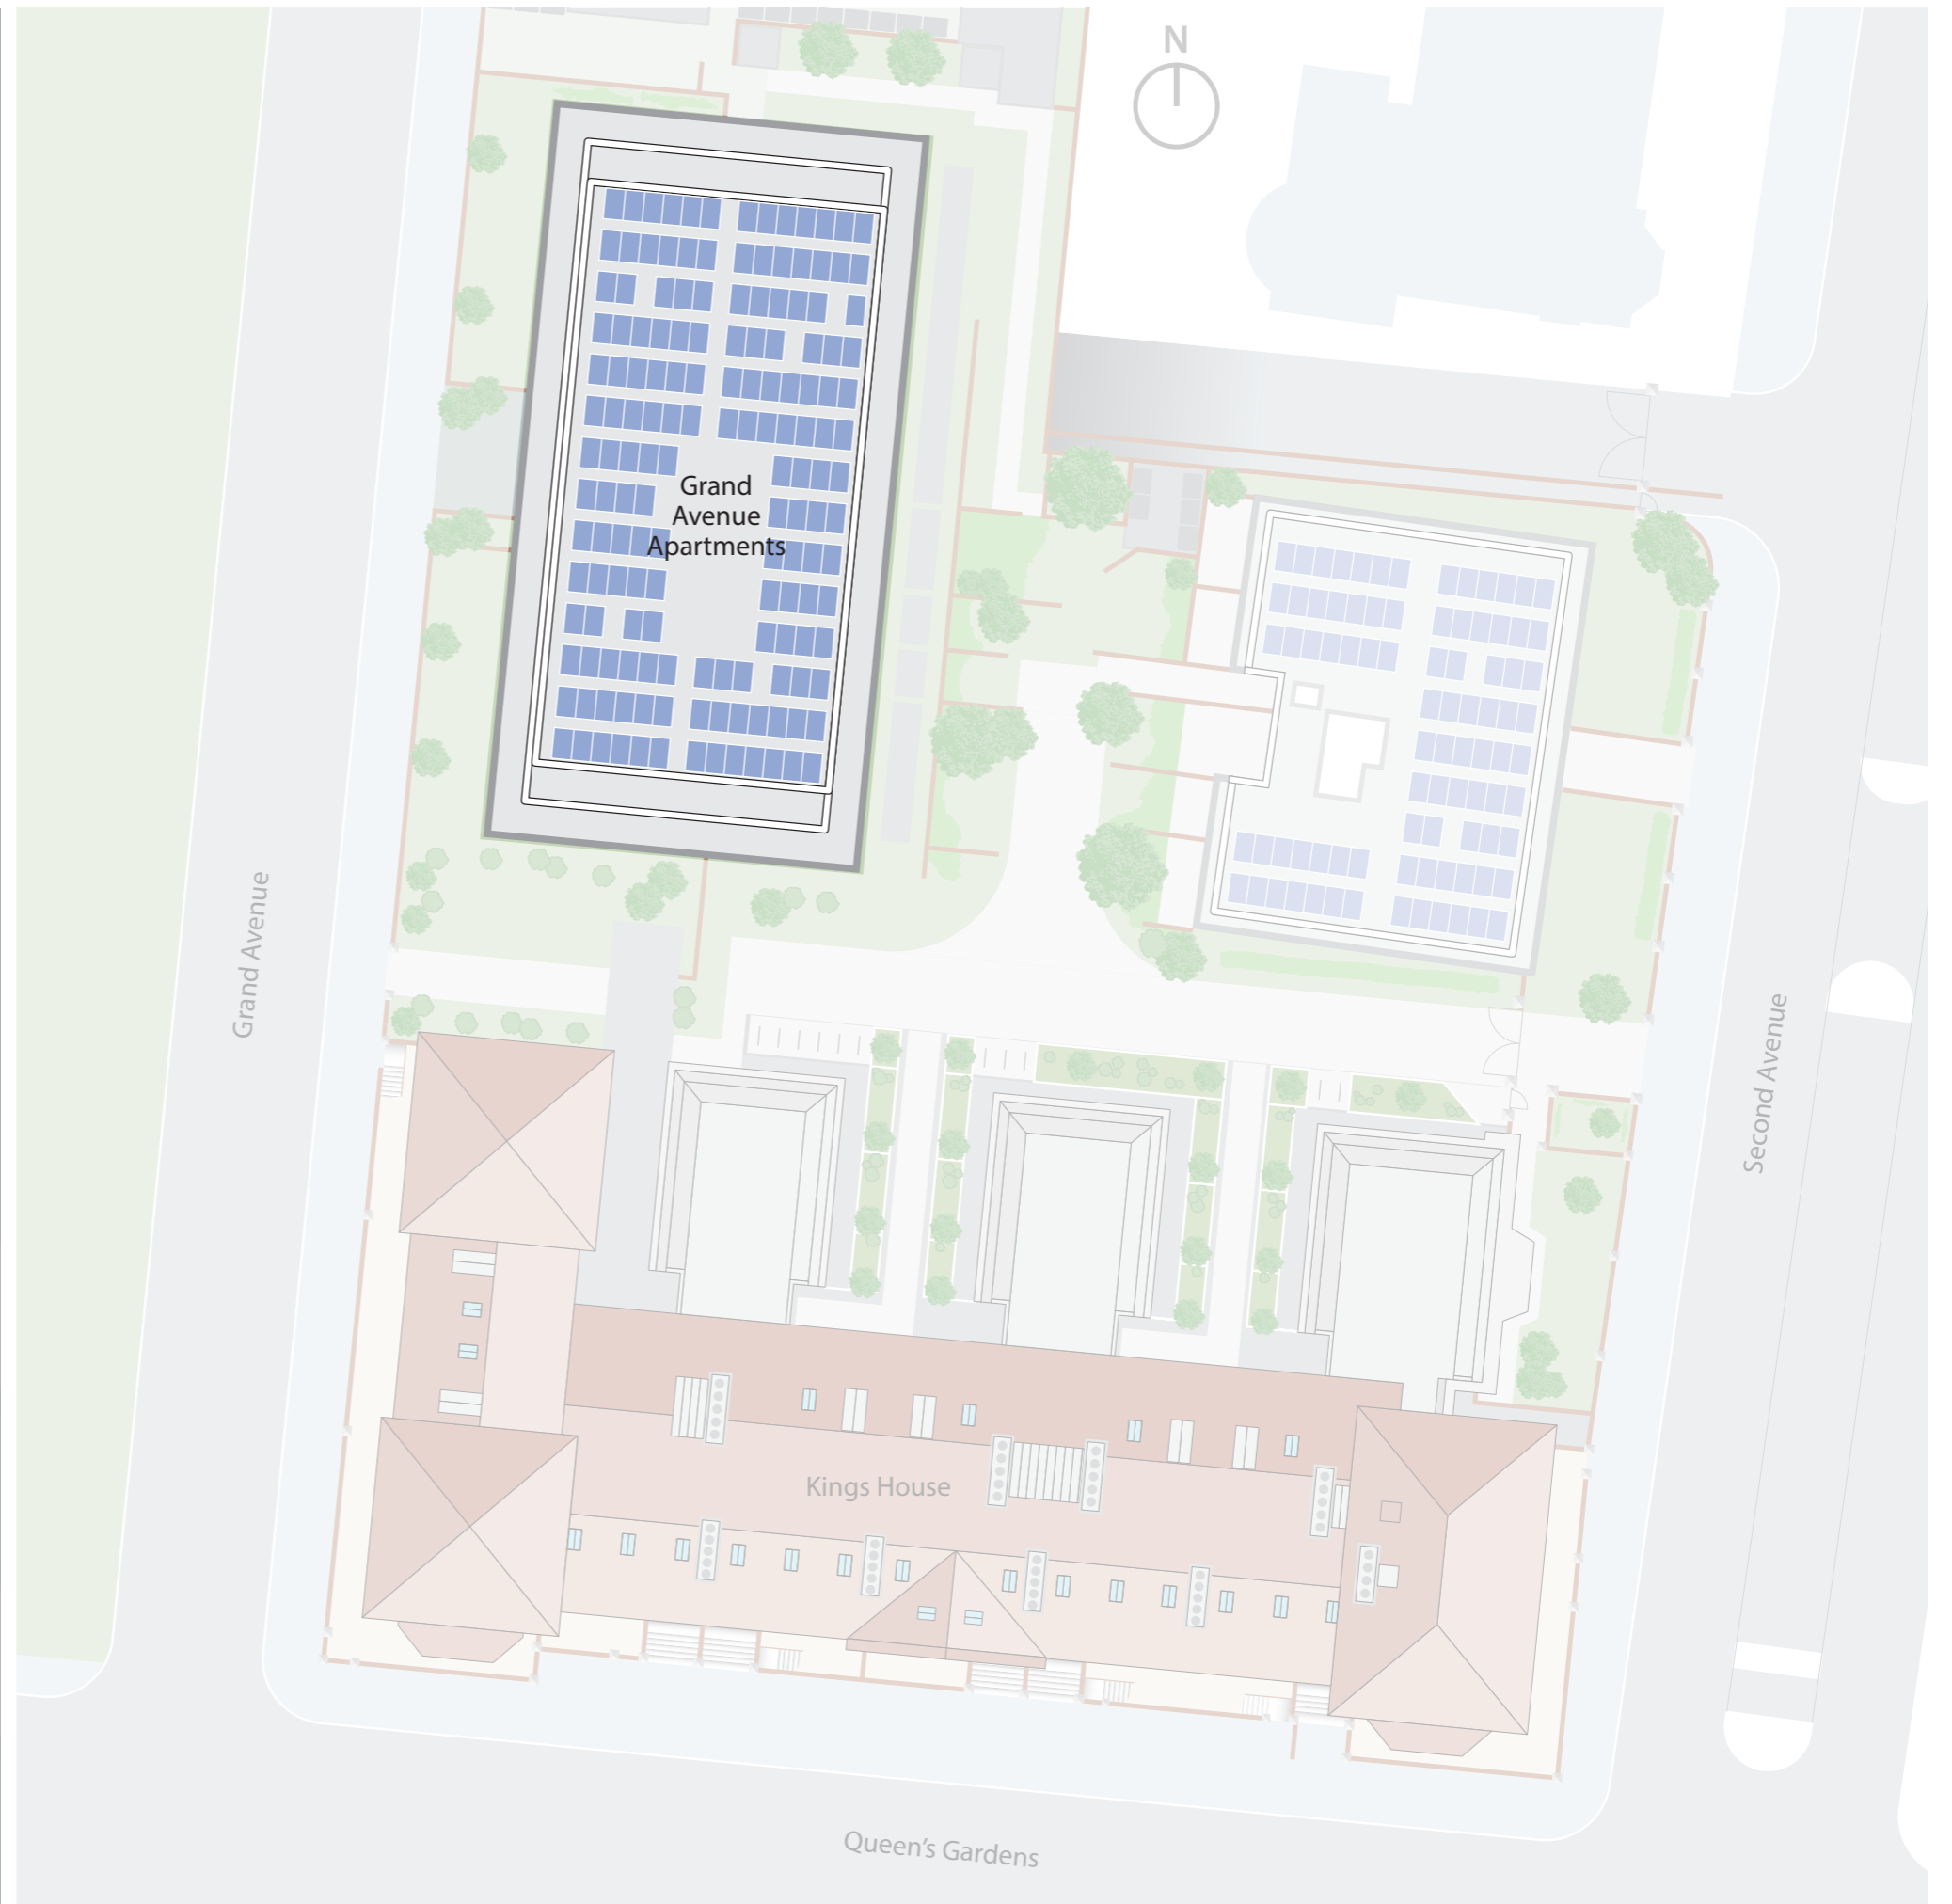 N
Grand
Avenue
Apartments
Grand Avenue
Second Avenue
Kings House
Queen's Gardens